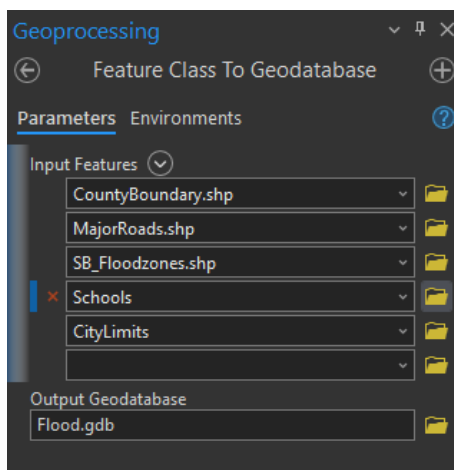 Geoprocessing
Feature Class To Geodatabase
Parameters Environments
Input Features
CountyBoundary.shp
MajorRoads.shp
SB_Floodzones.shp
Schools
CityLimits
Output Geodatabase
Flood.gdb